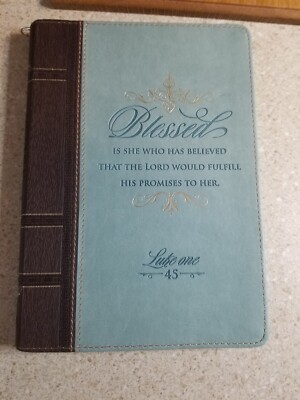 Blessed
IS SHE WHO HAS BELIEVED
THAT THE LORD WOULD FULFILL
HIS PROMISES TO HER.
Luke one
45